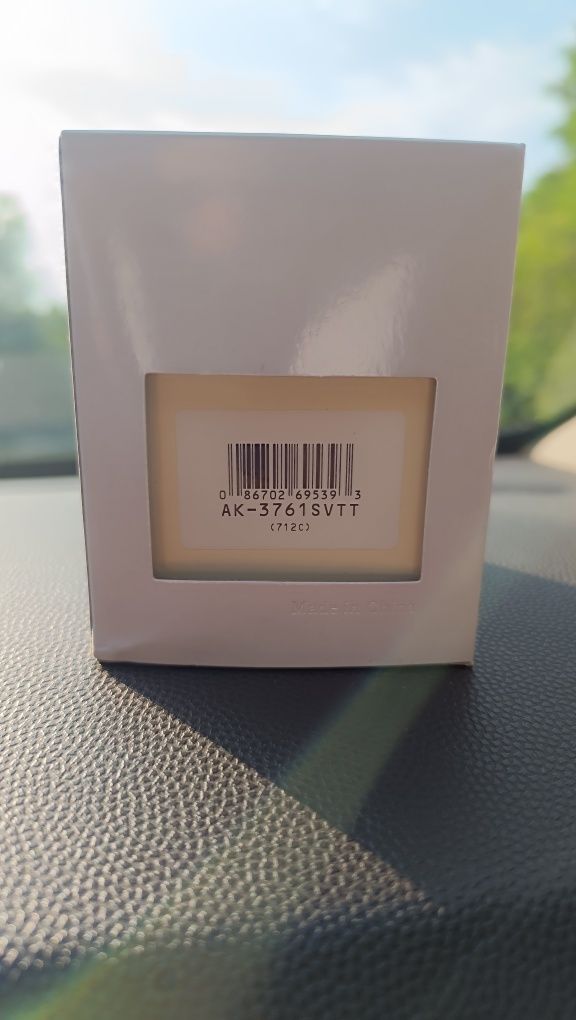 0 86702 69539 3
AK-3761SVTT
(712C)
Made in China